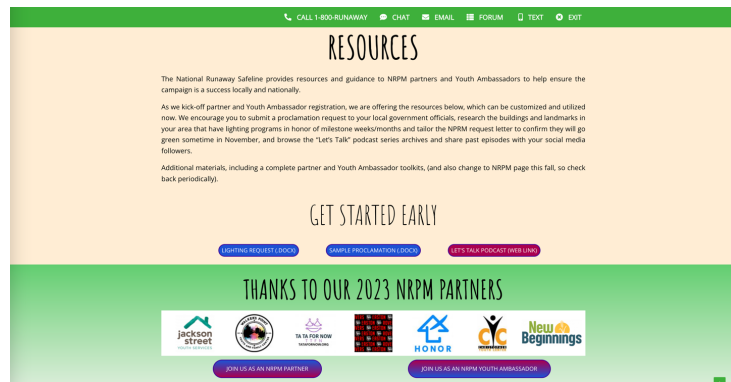 CALL 1-800-RUNAWAY CHAT EMAIL FORUM TEXT EXIT
RESOURCES
The National Runaway Safeline provides resources and guidance to NRPM partners and Youth Ambassadors to help ensure the
campaign is a success locally and nationally.
As we kick-off partner and Youth Ambassador registration, we are offering the resources below, which can be customized and utilized
now. We encourage you to submit a proclamation request to your local government officials, research the buildings and landmarks in
your area that have lighting programs in honor of milestone weeks/months and tailor the NPRM request letter to confirm they will go
green sometime in November, and browse the "Let's Talk" podcast series archives and share past episodes with your social media
followers.
Additional materials, including a complete partner and Youth Ambassador toolkits, (and also change to NRPM page this fall, so check
back periodically).
GET STARTED EARLY
LIGHTING REQUEST (.DOCX) SAMPLE PROCLAMATION (.DOCX) LET'S TALK PODCAST (WEB LINK)
THANKS TO OUR 2023 NRPM PARTNERS
jackson
street
YOUTH SERVICES
TA TA FOR NOW
TATAFORNOW.ORG
HONOR
New
Beginnings
JOIN US AS AN NRPM PARTNER JOIN US AS AN NRPM YOUTH AMBASSADOR